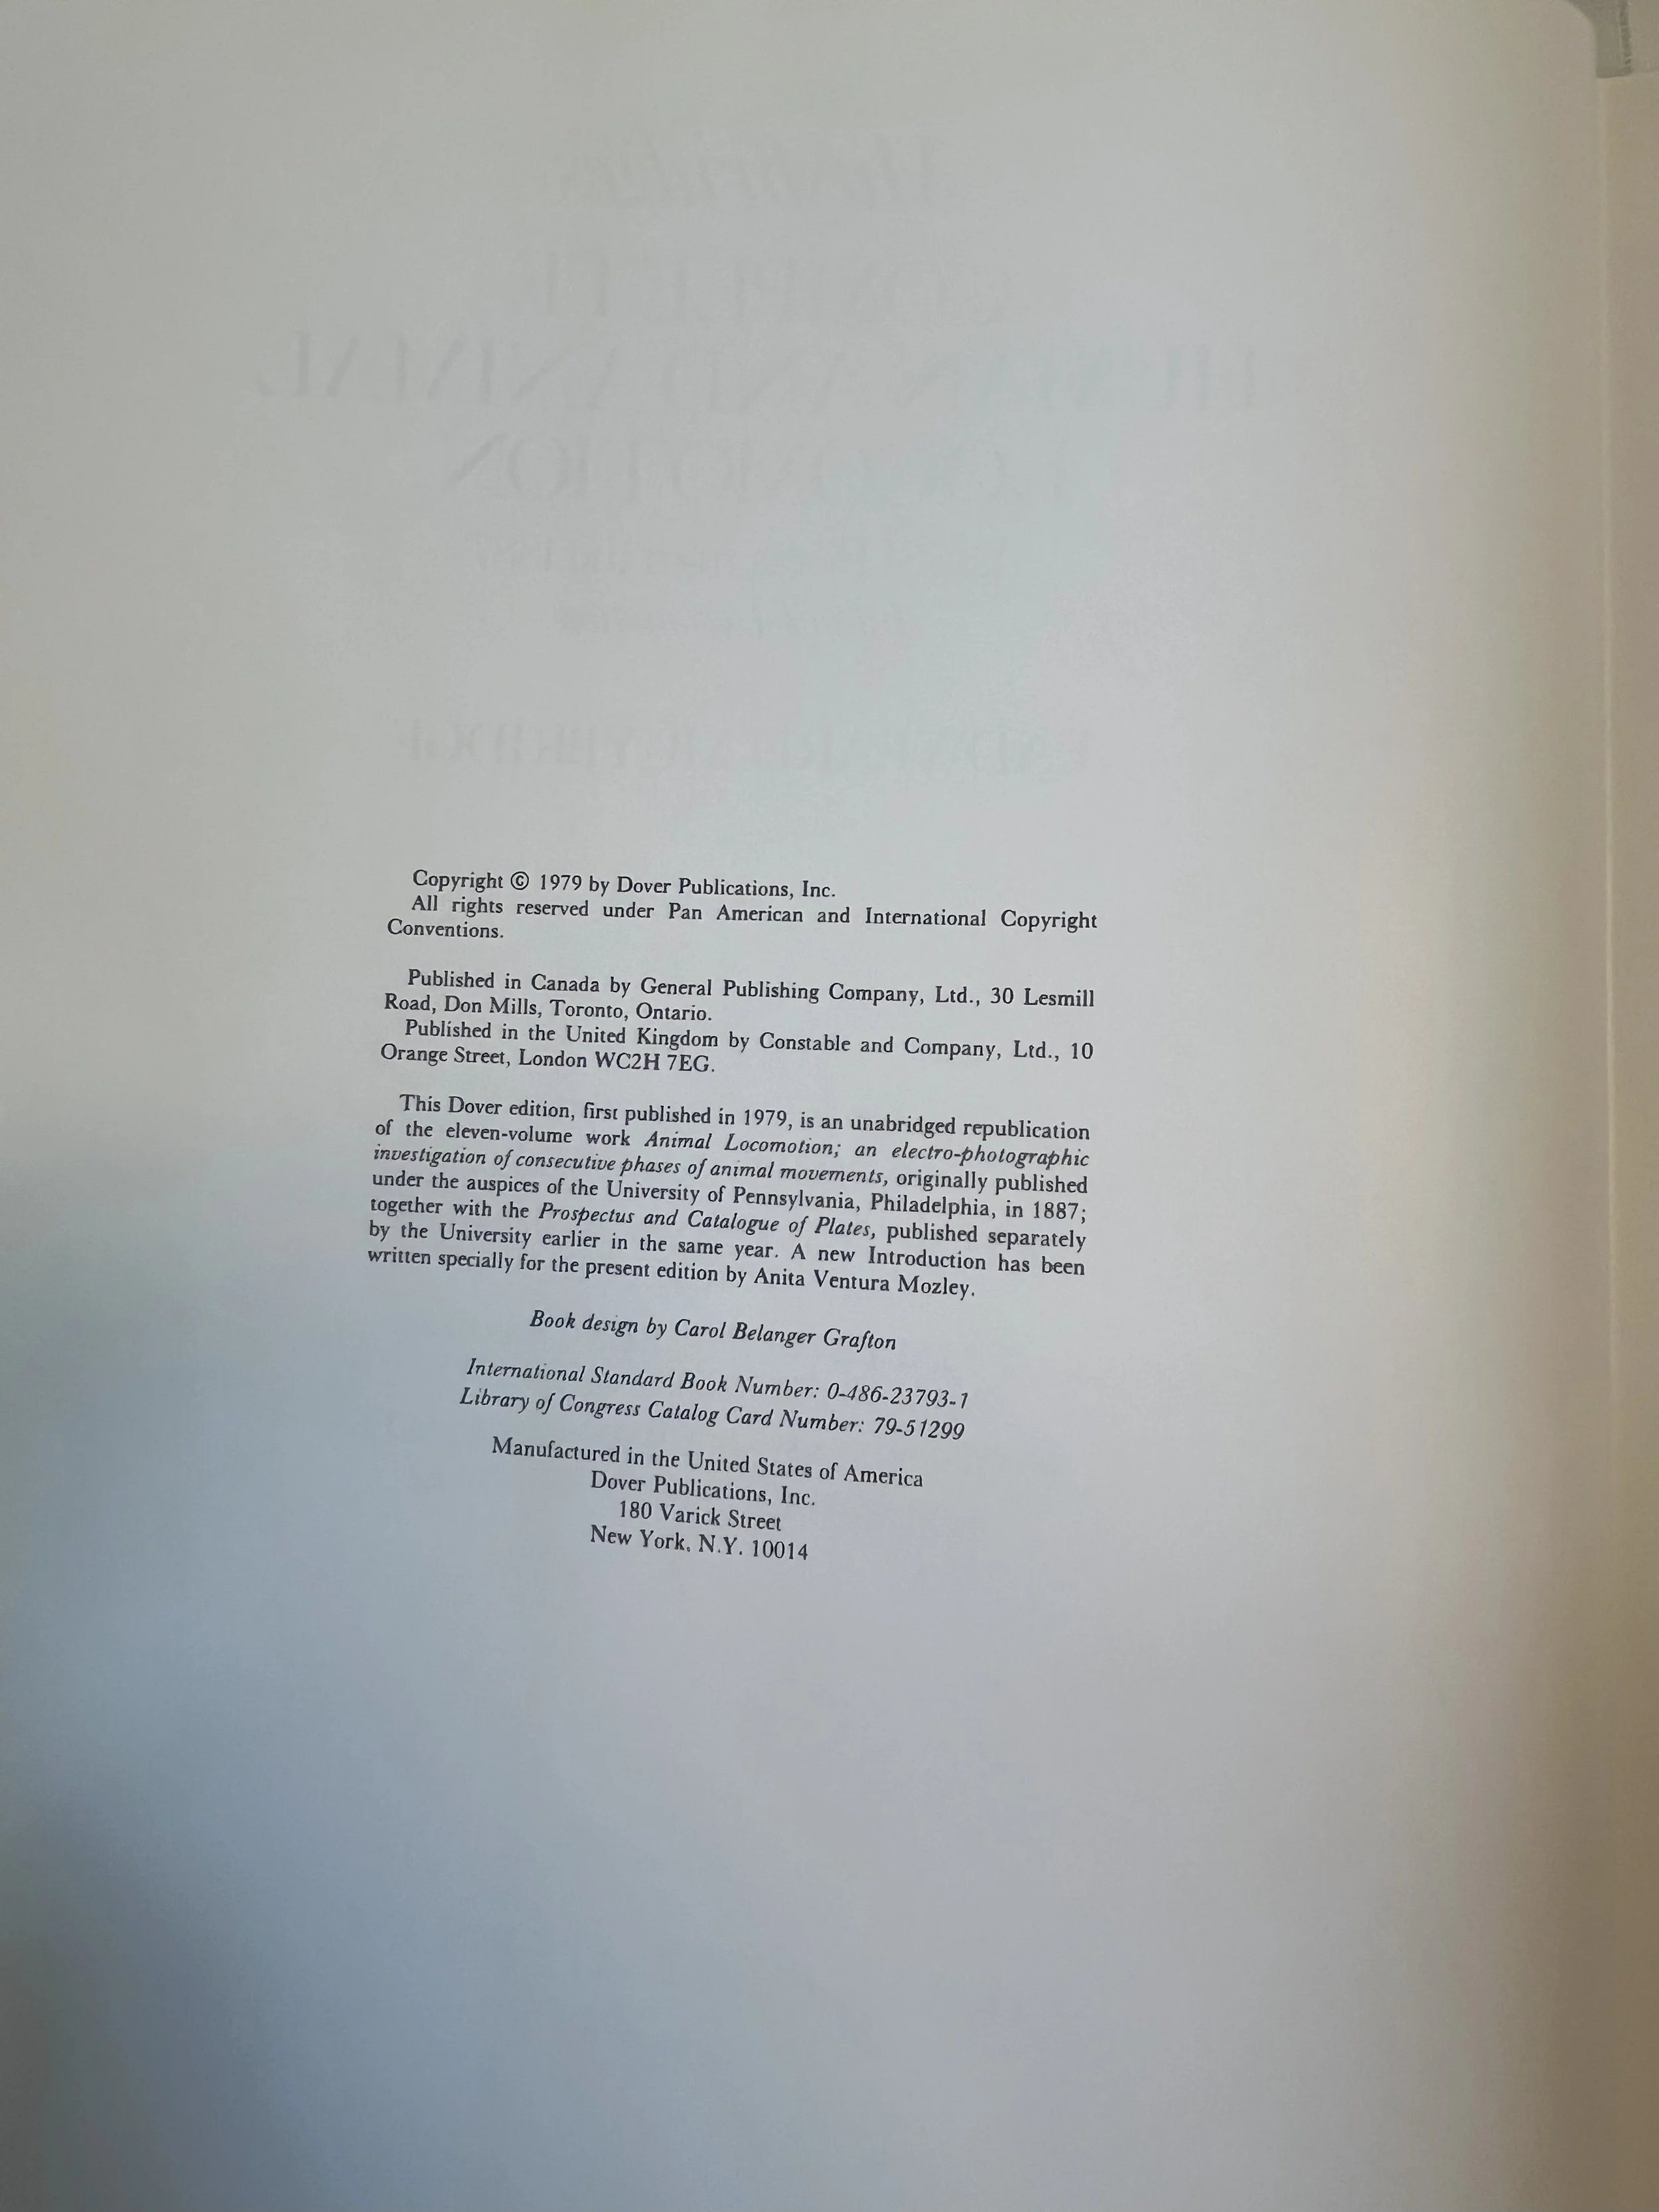 Copyright © 1979 by Dover Publications, Inc.
All rights reserved under Pan American and International Copyright
Conventions.
Published in Canada by General Publishing Company, Ltd., 30 Lesmill
Road, Don Mills, Toronto, Ontario.
Published in the United Kingdom by Constable and Company, Ltd., 10
Orange Street, London WC2H 7EG.
This Dover edition, first published in 1979, is an unabridged republication
of the eleven-volume work Animal Locomotion; an electro-photographic
investigation of consecutive phases of animal movements, originally published
under the auspices of the University of Pennsylvania, Philadelphia, in 1887;
together with the Prospectus and Catalogue of Plates, published separately
by the University earlier in the same year. A new Introduction has been
written specially for the present edition by Anita Ventura Mozley.
Book design by Carol Belanger Grafton
International Standard Book Number: 0-486-23793-1
Library of Congress Catalog Card Number: 79-51299
Manufactured in the United States of America
Dover Publications, Inc.
180 Varick Street
New York, N.Y. 10014